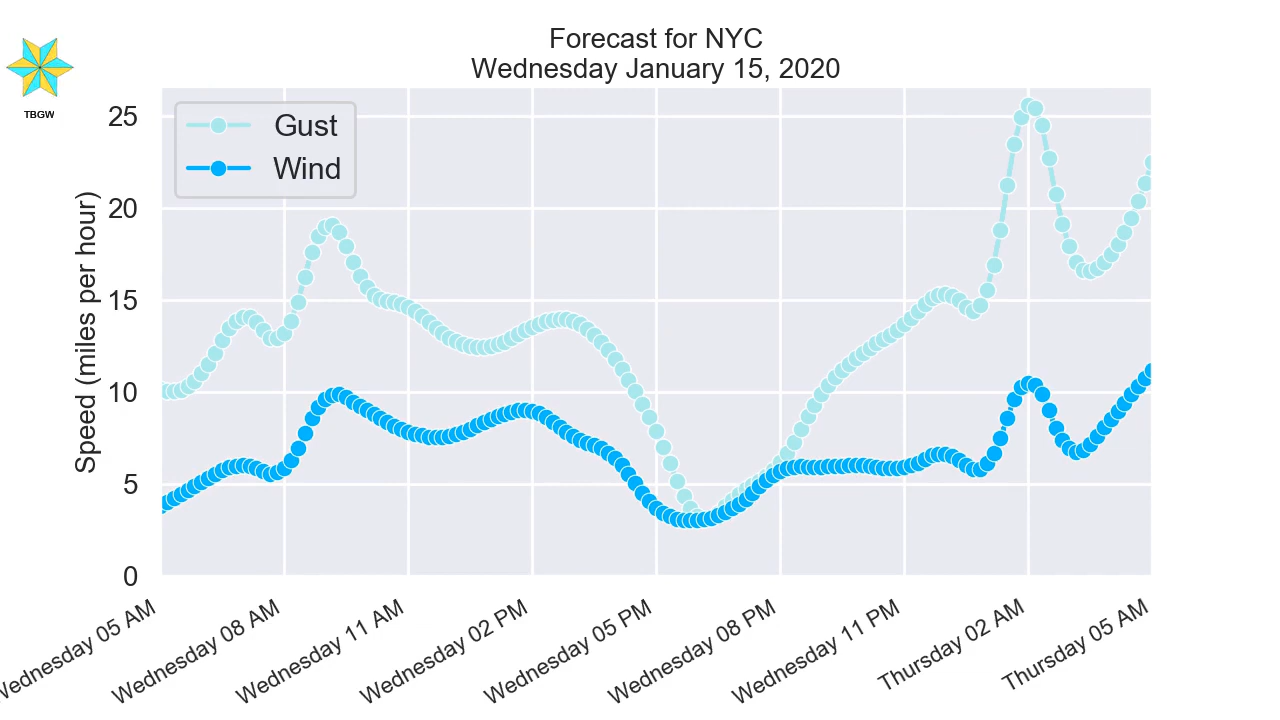 Forecast for NYC
Wednesday January 15, 2020
TBGW
Gust
Wind
Speed (miles per hour)
25
20
15
10
5
0
Wednesday 05 AM
Wednesday 08 AM
Wednesday 11 AM
Wednesday 02 PM
Wednesday 05 PM
Wednesday 08 PM
Wednesday 11 PM
Thursday 02 AM
Thursday 05 AM